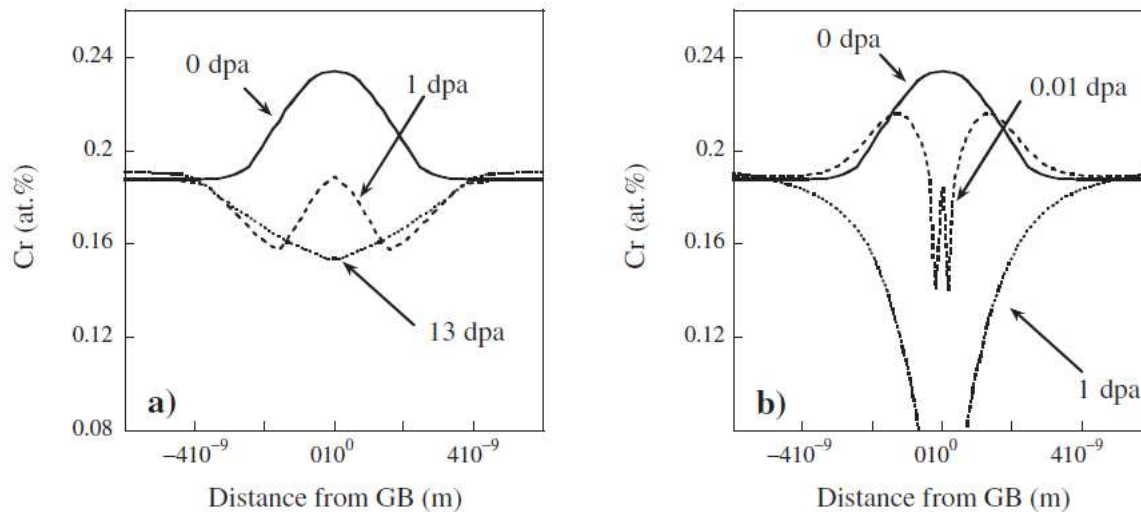 0.24
0.2
0.16
0.12
0.08
Cr (at.%)
0 dpa
1 dpa
13 dpa
a)
−410⁻⁹
010⁰
410⁻⁹
Distance from GB (m)
0.24
0.2
0.16
0.12
Cr (at.%)
0 dpa
0.01 dpa
1 dpa
b)
−410⁻⁹
010⁰
410⁻⁹
Distance from GB (m)